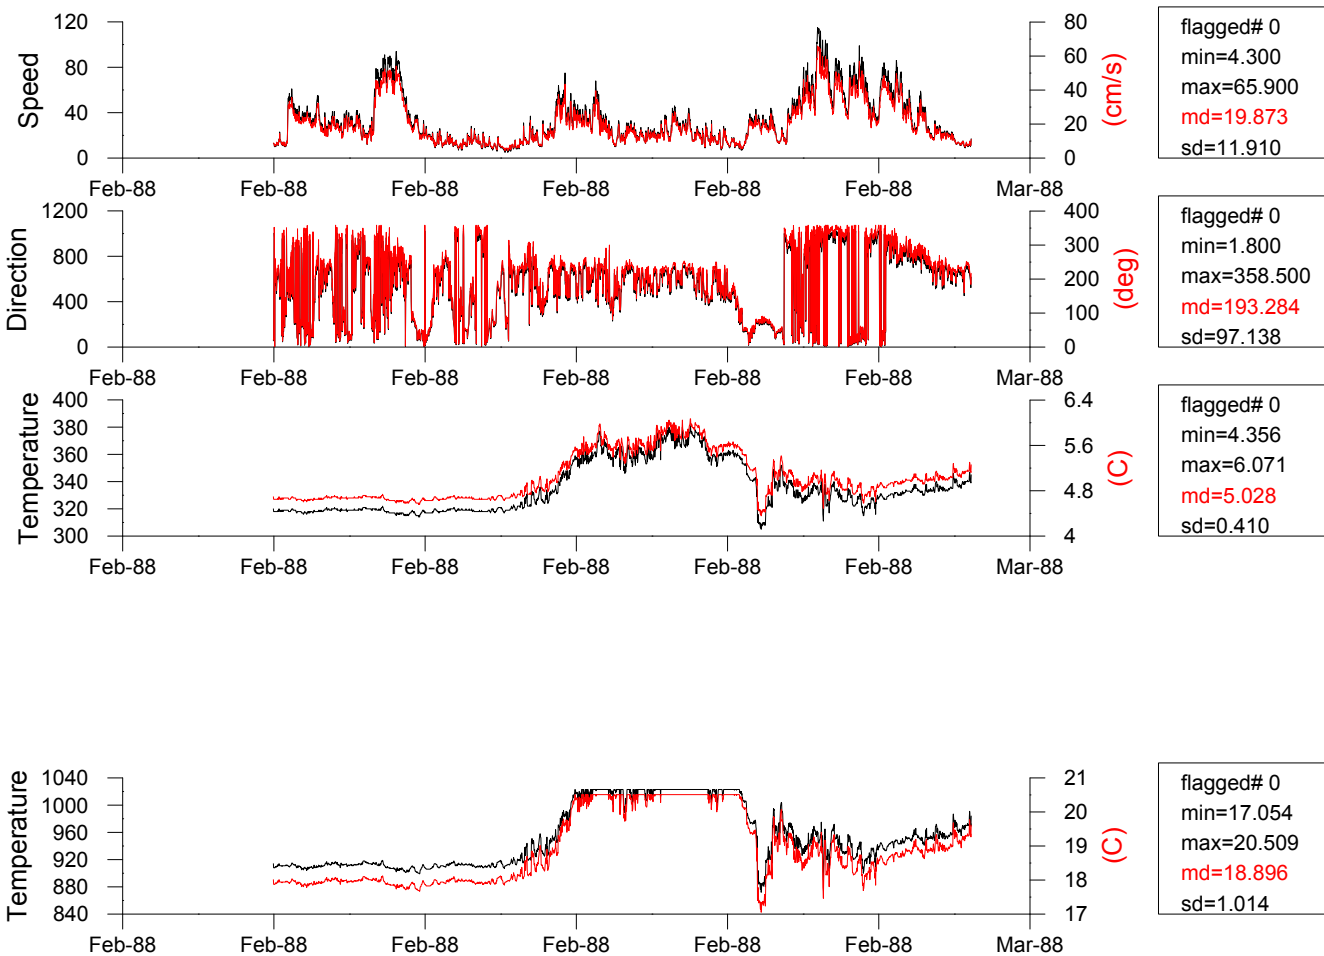 Speed
120
80
40
0
80
60
40
20
0
(cm/s)
Feb-88 Feb-88 Feb-88 Feb-88 Feb-88 Feb-88 Mar-88
flagged# 0
min=4.300
max=65.900
md=19.873
sd=11.910
Direction
1200
800
400
0
400
300
200
100
0
(deg)
Feb-88 Feb-88 Feb-88 Feb-88 Feb-88 Feb-88 Mar-88
flagged# 0
min=1.800
max=358.500
md=193.284
sd=97.138
Temperature
400
380
360
340
320
300
6.4
5.6
4.8
4
(C)
Feb-88 Feb-88 Feb-88 Feb-88 Feb-88 Feb-88 Mar-88
flagged# 0
min=4.356
max=6.071
md=5.028
sd=0.410
Temperature
1040
1000
960
920
880
840
21
20
19
18
17
(C)
Feb-88 Feb-88 Feb-88 Feb-88 Feb-88 Feb-88 Mar-88
flagged# 0
min=17.054
max=20.509
md=18.896
sd=1.014